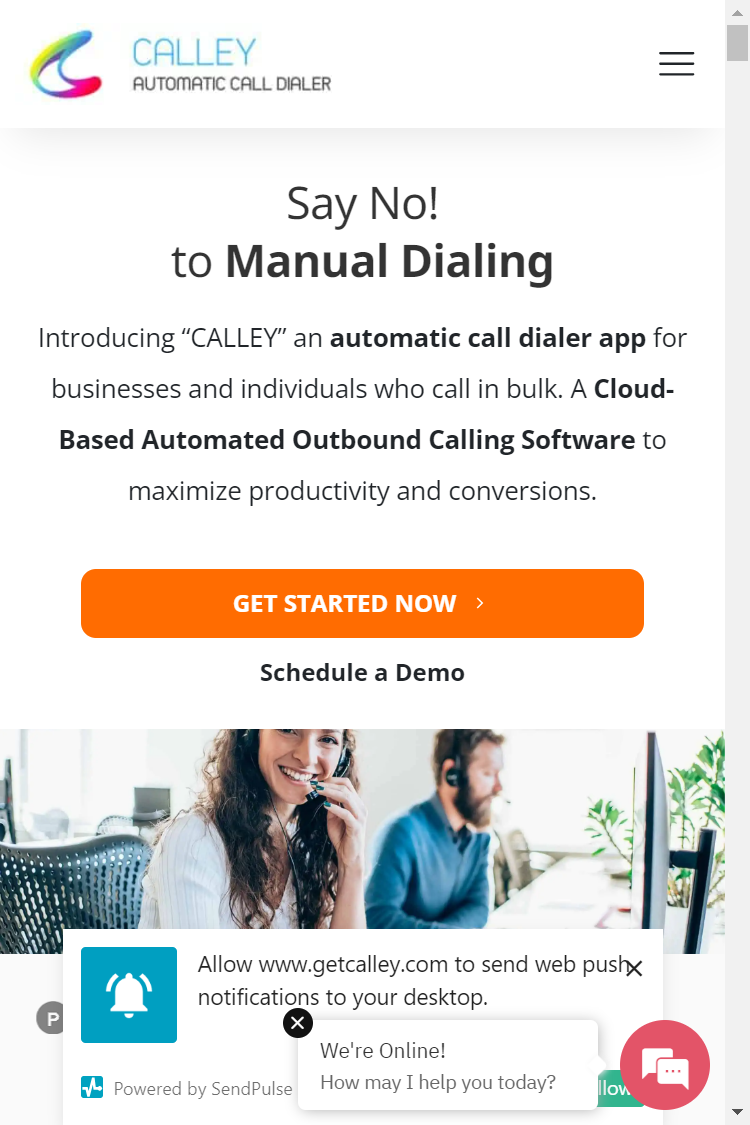 CALLEY
AUTOMATIC CALL DIALER
Say No!
to Manual Dialing
Introducing “CALLEY” an automatic call dialer app for
businesses and individuals who call in bulk. A Cloud-
Based Automated Outbound Calling Software to
maximize productivity and conversions.
GET STARTED NOW
Schedule a Demo
Allow www.getcalley.com to send web push
notifications to your desktop.
P
We're Online!
How may I help you today?
Powered by SendPulse